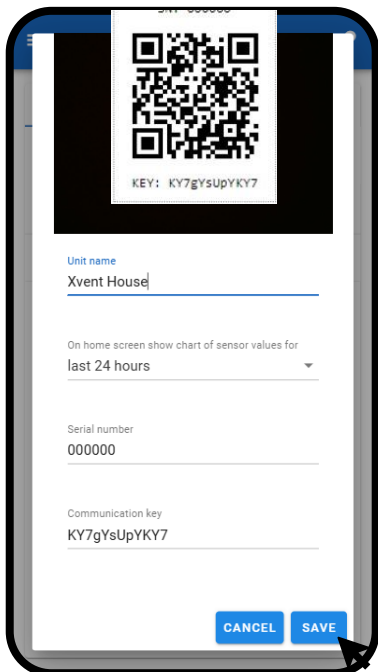 KEY: KY7gYsUpYKY7
Unit name
Xvent House
On home screen show chart of sensor values for
last 24 hours
Serial number
000000
Communication key
KY7gYsUpYKY7
CANCEL
SAVE